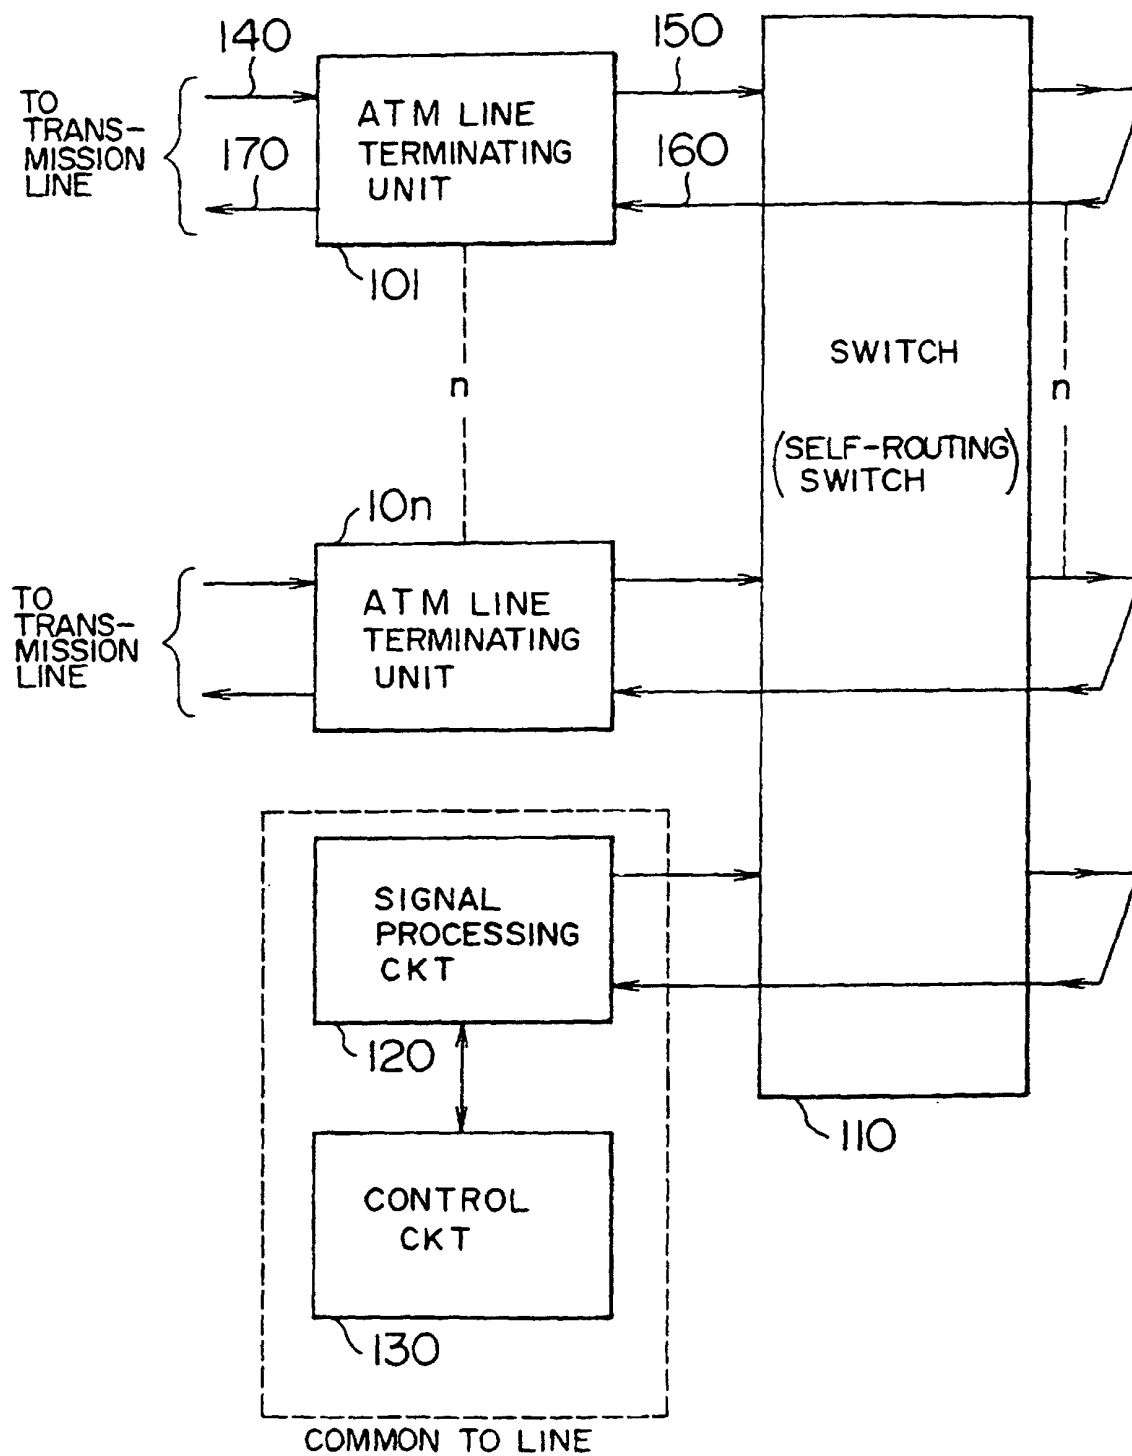 140
150
TO
TRANS-
MISSION
LINE
ATM LINE
TERMINATING
UNIT
170
160
101
n
SWITCH
n
(SELF-ROUTING
SWITCH)
10n
TO
TRANS-
MISSION
LINE
ATM LINE
TERMINATING
UNIT
SIGNAL
PROCESSING
CKT
120
110
CONTROL
CKT
130
COMMON TO LINE